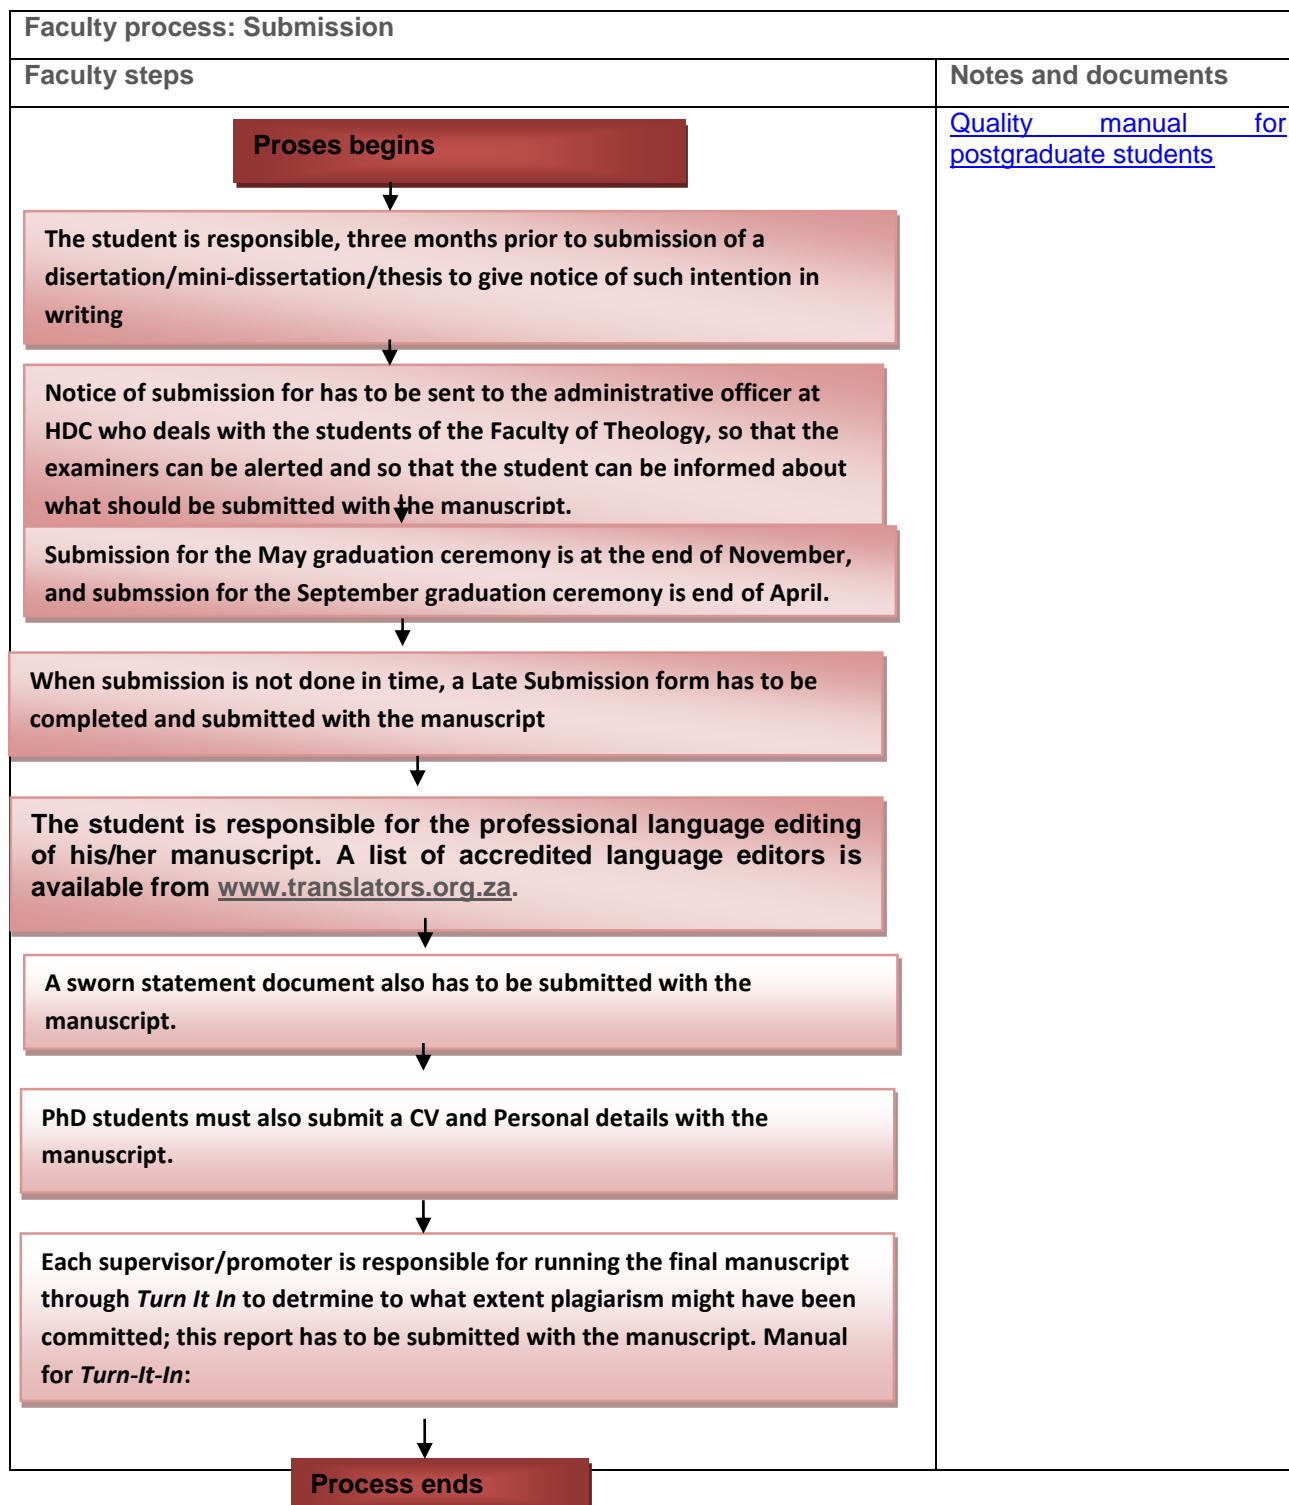 Faculty process: Submission
Faculty steps
Notes and documents
Quality manual for
postgraduate students
Proses begins
The student is responsible, three months prior to submission of a
disertation/mini-dissertation/thesis to give notice of such intention in
writing
Notice of submission for has to be sent to the administrative officer at
HDC who deals with the students of the Faculty of Theology, so that the
examiners can be alerted and so that the student can be informed about
what should be submitted with the manuscript.
Submission for the May graduation ceremony is at the end of November,
and submssion for the September graduation ceremony is end of April.
When submission is not done in time, a Late Submission form has to be
completed and submitted with the manuscript
The student is responsible for the professional language editing
of his/her manuscript. A list of accredited language editors is
available from www.translators.org.za.
A sworn statement document also has to be submitted with the
manuscript.
PhD students must also submit a CV and Personal details with the
manuscript.
Each supervisor/promoter is responsible for running the final manuscript
through Turn It In to detrmine to what extent plagiarism might have been
committed; this report has to be submitted with the manuscript. Manual
for Turn-It-In:
Process ends